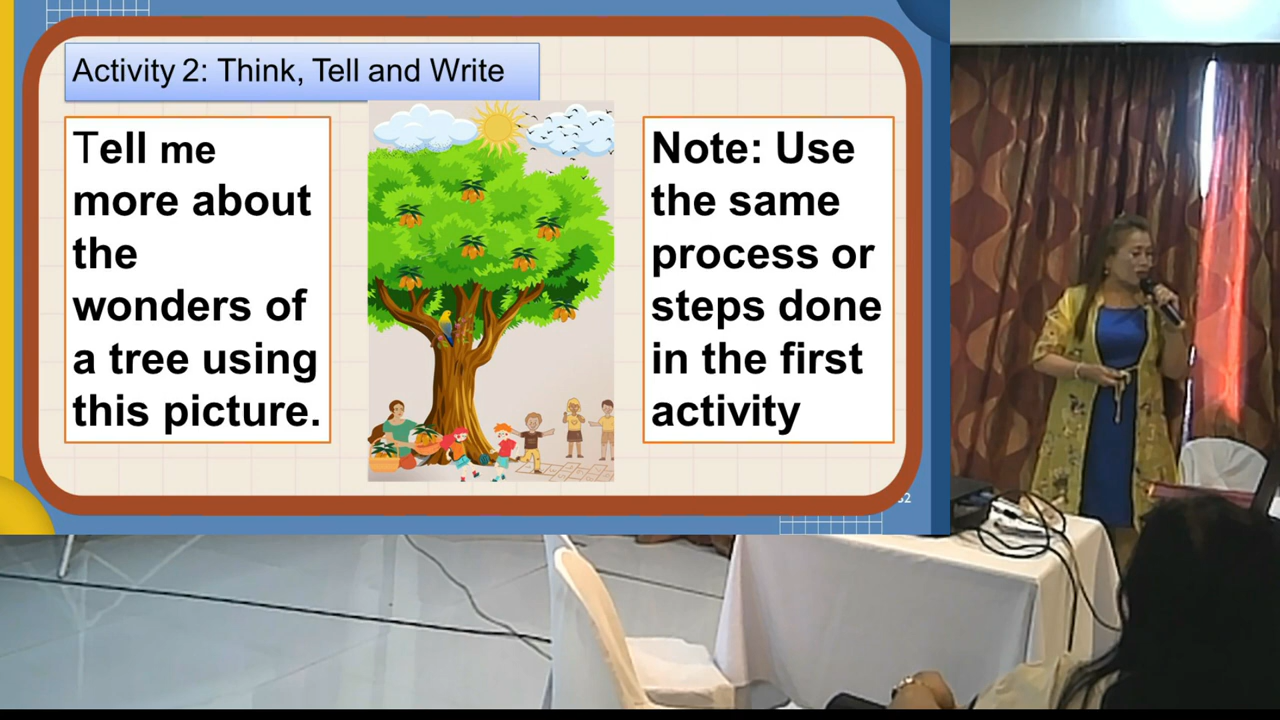 Activity 2: Think, Tell and Write
Tell me
more about
the
wonders of
a tree using
this picture.
Note: Use
the same
process or
steps done
in the first
activity